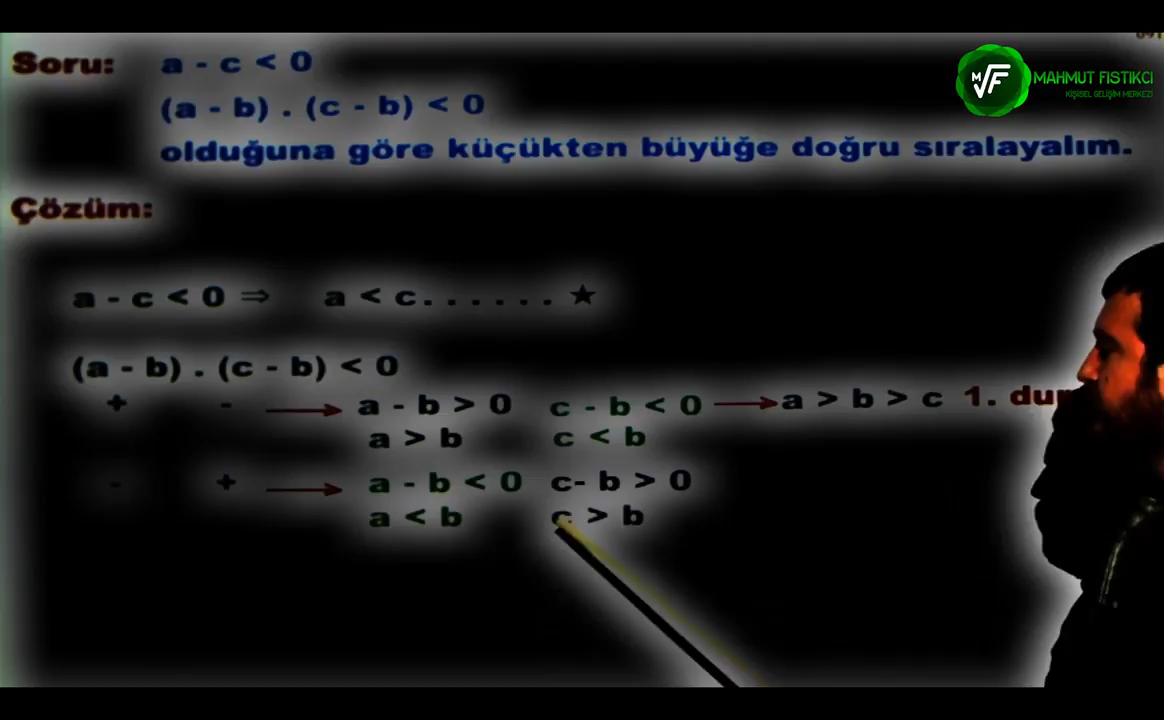 Soru: a - c < 0
(a - b) . (c - b) < 0
olduğuna göre küçükten büyüğe doğru sıralayalım.
MAHMUT FISTIKCI
KİŞİSEL GELİŞİM MERKEZİ
Çözüm:
a - c < 0 ⇒ a < c. . . . . . ★
(a - b) . (c - b) < 0
+ - → a - b > 0 c - b < 0 → a > b > c 1.
a > b c < b
- + → a - b < 0 c- b > 0
a < b c > b